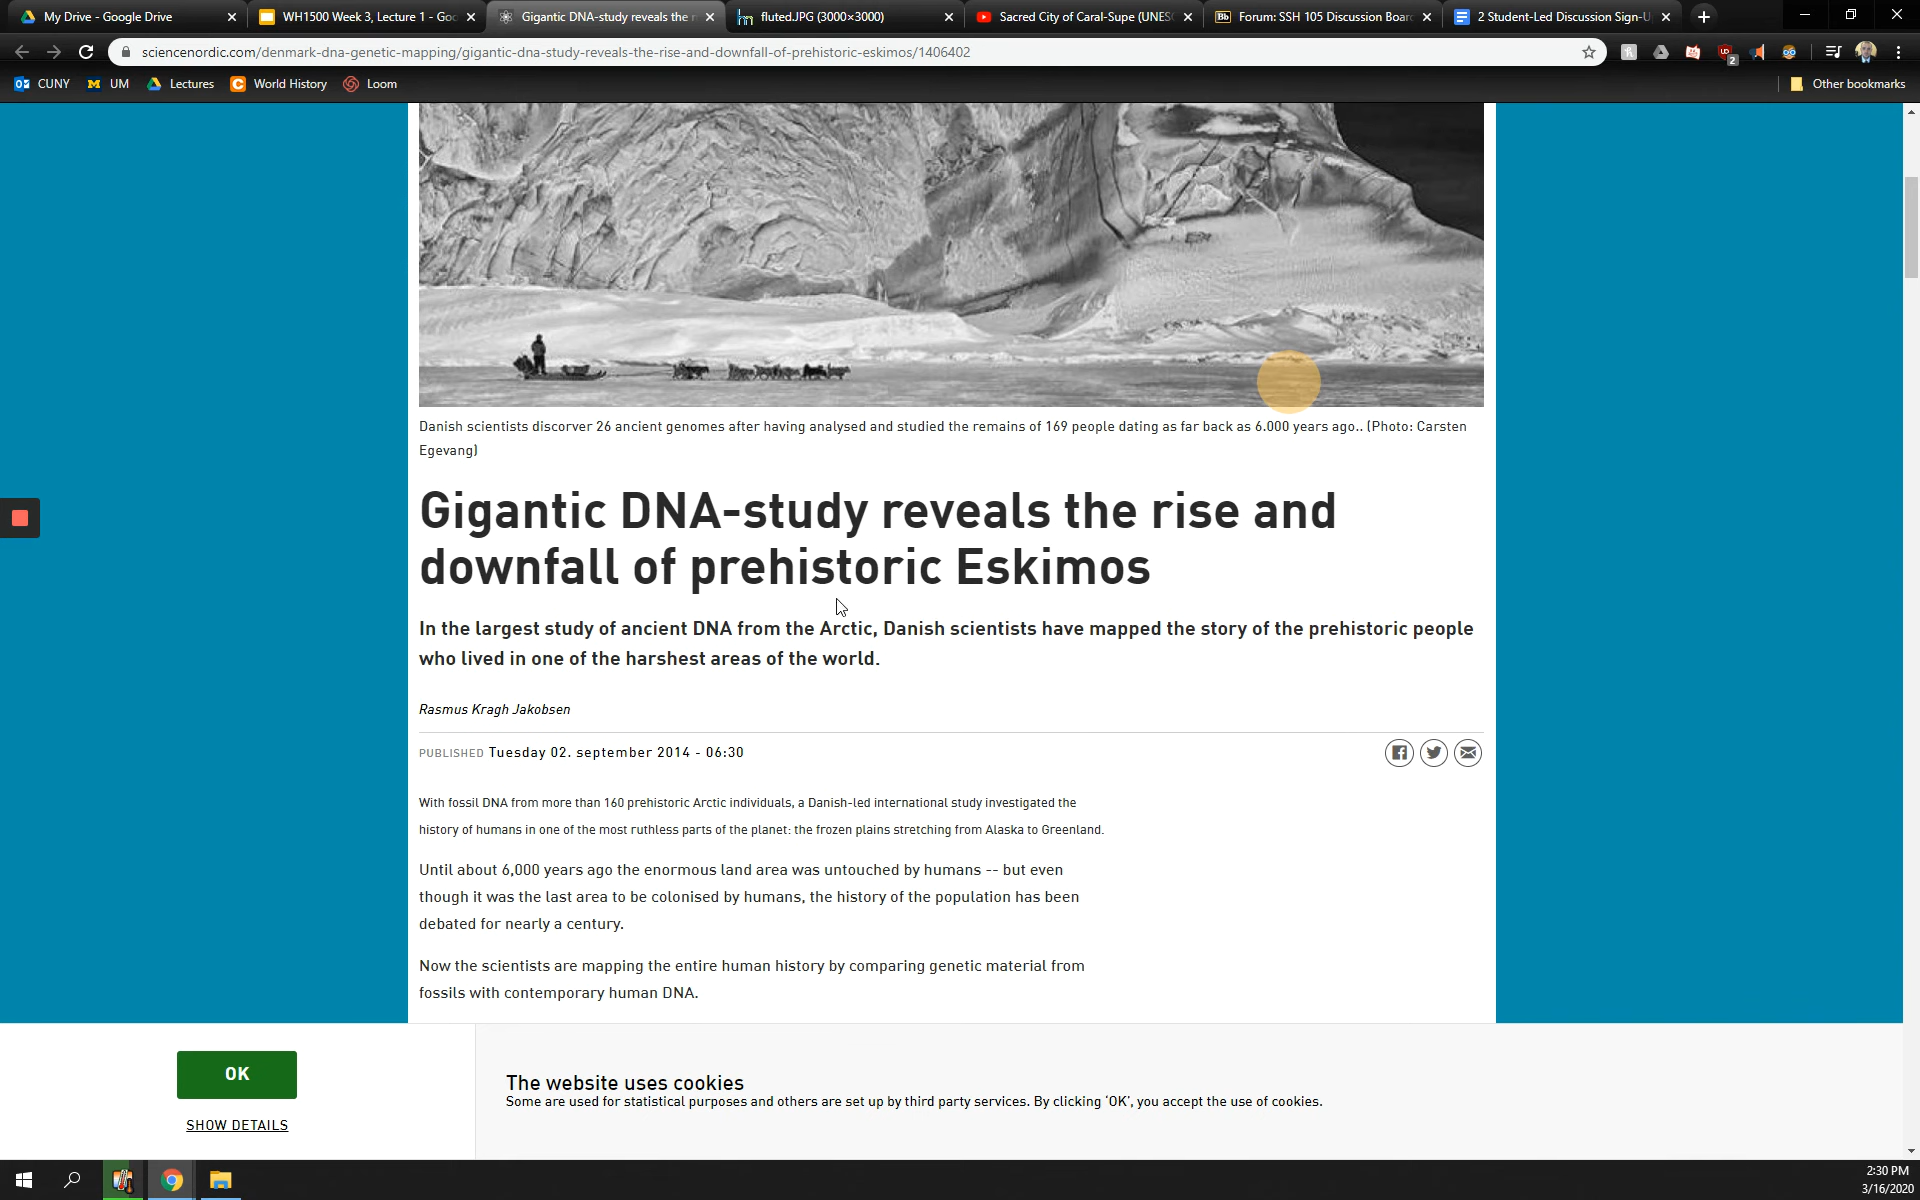 My Drive - Google Drive
WH1500 Week 3, Lecture 1 - Goo
Gigantic DNA-study reveals the r
fluted.JPG (3000×3000)
Sacred City of Caral-Supe (UNES
Forum: SSH 105 Discussion Boar
2 Student-Led Discussion Sign-U
sciencenordic.com/denmark-dna-genetic-mapping/gigantic-dna-study-reveals-the-rise-and-downfall-of-prehistoric-eskimos/1406402
2
CUNY
UM
Lectures
World History
Loom
Other bookmarks
Danish scientists discorver 26 ancient genomes after having analysed and studied the remains of 169 people dating as far back as 6.000 years ago.. (Photo: Carsten
Egevang)
Gigantic DNA-study reveals the rise and
downfall of prehistoric Eskimos
In the largest study of ancient DNA from the Arctic, Danish scientists have mapped the story of the prehistoric people
who lived in one of the harshest areas of the world.
Rasmus Kragh Jakobsen
PUBLISHED Tuesday 02. september 2014 - 06:30
With fossil DNA from more than 160 prehistoric Arctic individuals, a Danish-led international study investigated the
history of humans in one of the most ruthless parts of the planet: the frozen plains stretching from Alaska to Greenland.
Until about 6,000 years ago the enormous land area was untouched by humans -- but even
though it was the last area to be colonised by humans, the history of the population has been
debated for nearly a century.
Now the scientists are mapping the entire human history by comparing genetic material from
fossils with contemporary human DNA.
OK
SHOW DETAILS
The website uses cookies
Some are used for statistical purposes and others are set up by third party services. By clicking 'OK', you accept the use of cookies.
2:30 PM
3/16/2020